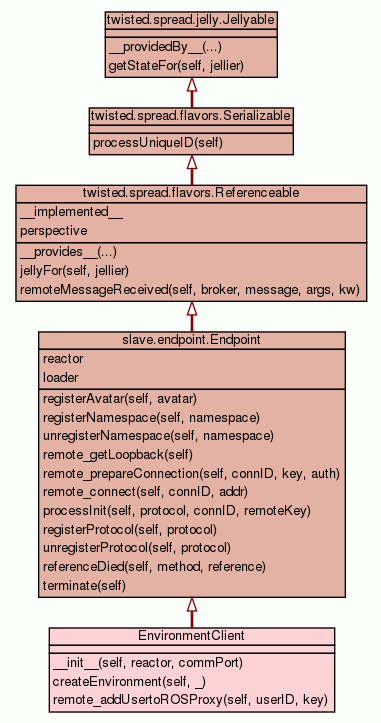 twisted.spread.jelly.Jellyable
__providedBy__(...)
getStateFor(self, jellier)
twisted.spread.flavors.Serializable
processUniqueID(self)
twisted.spread.flavors.Referenceable
__implemented__
perspective
__provides__(...)
jellyFor(self, jellier)
remoteMessageReceived(self, broker, message, args, kw)
slave.endpoint.Endpoint
reactor
loader
registerAvatar(self, avatar)
registerNamespace(self, namespace)
unregisterNamespace(self, namespace)
remote_getLoopback(self)
remote_prepareConnection(self, connID, key, auth)
remote_connect(self, connID, addr)
processInit(self, protocol, connID, remoteKey)
registerProtocol(self, protocol)
unregisterProtocol(self, protocol)
referenceDied(self, method, reference)
terminate(self)
EnvironmentClient
__init__(self, reactor, commPort)
createEnvironment(self, _)
remote_addUsertoROSProxy(self, userID, key)